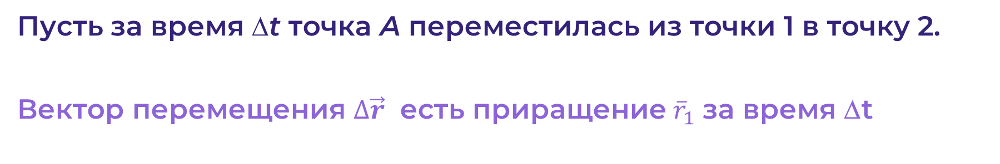 Пусть за время Δt точка А переместилась из точки 1 в точку 2.
Вектор перемещения Δr⃗ есть приращение r̄₁ за время Δt